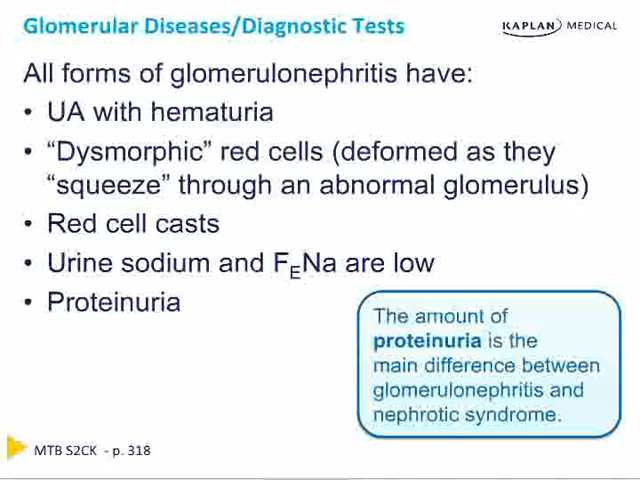 Glomerular Diseases/Diagnostic Tests
KAPLAN MEDICAL
All forms of glomerulonephritis have:
• UA with hematuria
• “Dysmorphic” red cells (deformed as they
“squeeze” through an abnormal glomerulus)
• Red cell casts
• Urine sodium and FENa are low
• Proteinuria
The amount of
proteinuria is the
main difference between
glomerulonephritis and
nephrotic syndrome.
MTB S2CK - p. 318